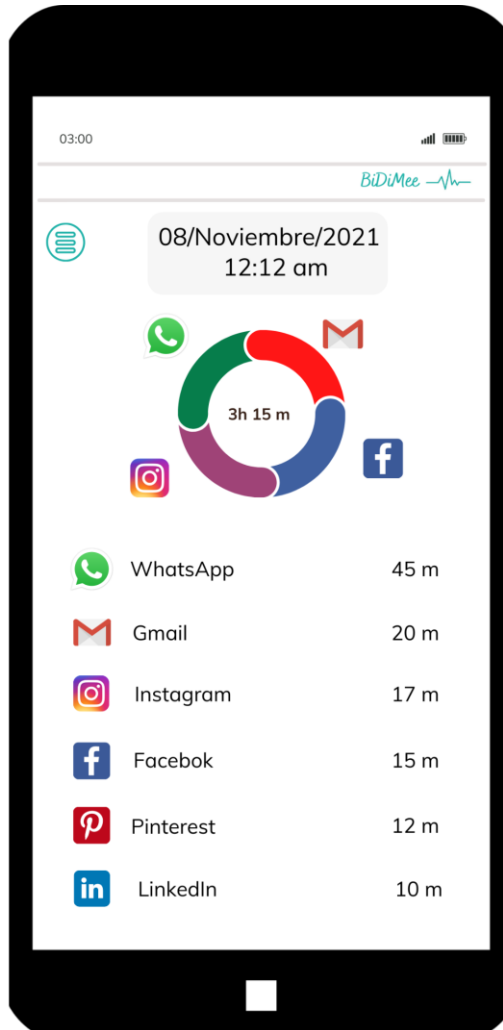 03:00
BiDiMee
08/Noviembre/2021
12:12 am
3h 15 m
WhatsApp 45 m
Gmail 20 m
Instagram 17 m
Facebok 15 m
Pinterest 12 m
LinkedIn 10 m